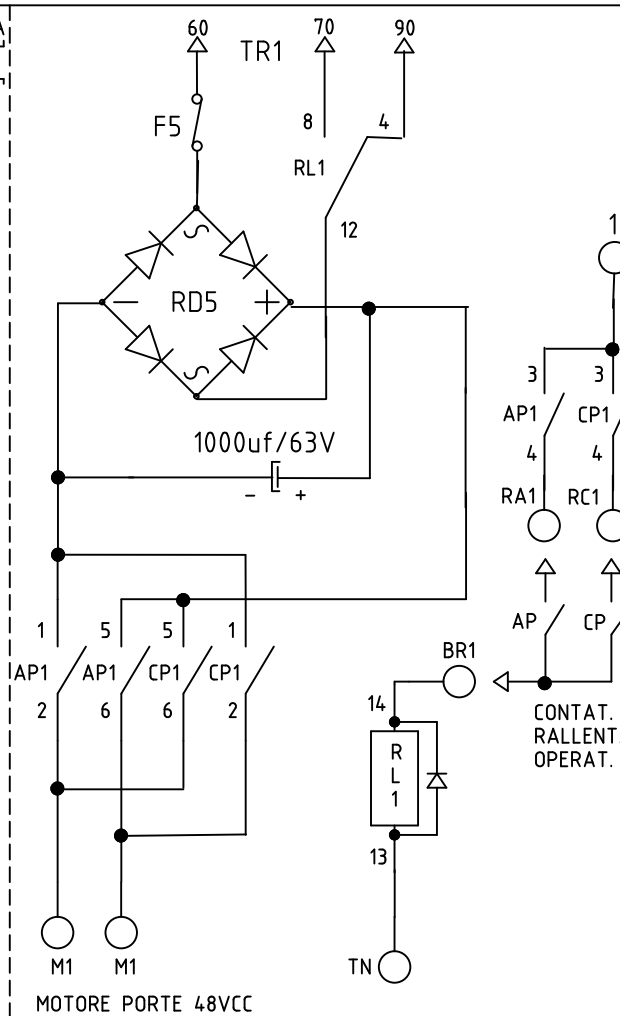 60
70
90
TR1
F5
8
4
RL1
12
1
RD5
3
3
AP1
CP1
1000uf/63V
4
4
- +
RA1
RC1
1
5
5
1
AP
CP
BR1
AP1
AP1
CP1
CP1
2
6
6
2
14
CONTAT.
RALLENT.
OPERAT.
R
L
1
13
M1
M1
TN
MOTORE PORTE 48VCC